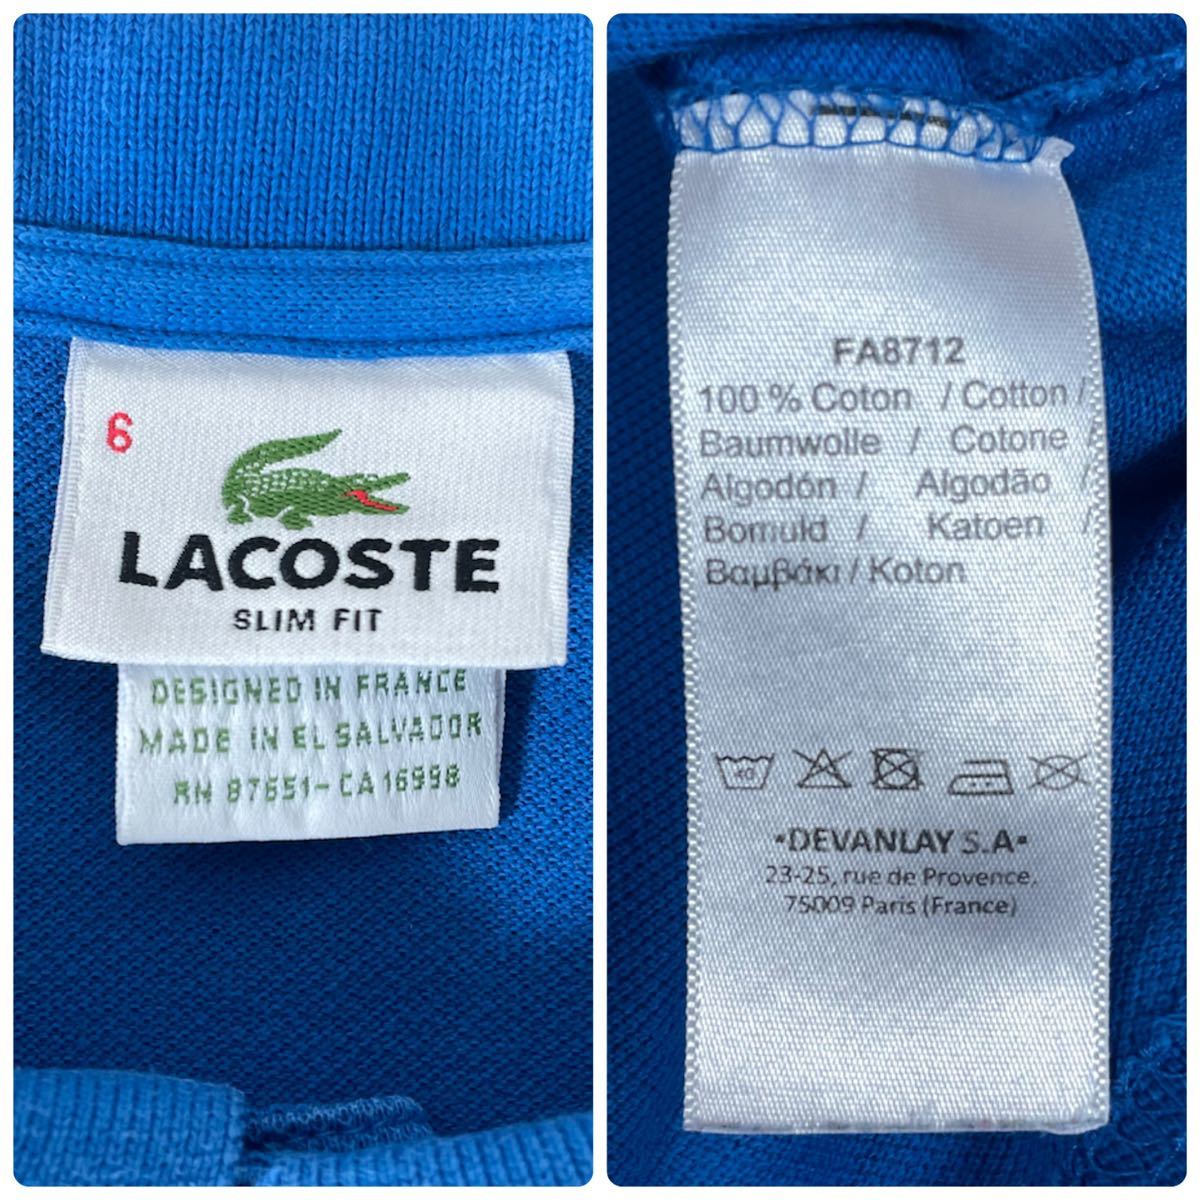 6
LACOSTE
SLIM FIT
DESIGNED IN FRANCE
MADE IN EL SALVADOR
RN 87651-CA 16998
FA8712
100 % Coton / Cotton /
Baumwolle / Cotone /
Algodón / Algodão /
Bomuld / Katoen /
Βαμβάκι / Koton
40
•DEVANLAY S.A•
23-25, rue de Provence.
75009 Paris (France)